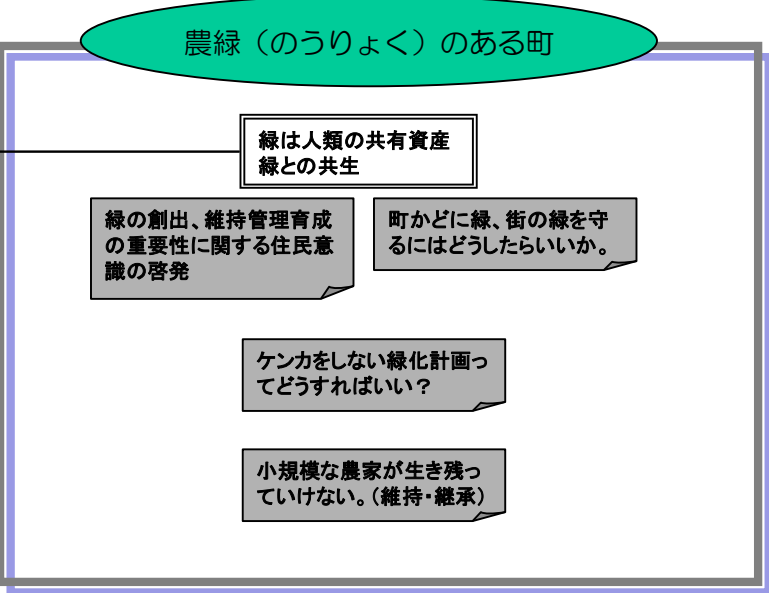 農緑（のうりょく）のある町
緑は人類の共有資産
緑との共生
緑の創出、維持管理育成
の重要性に関する住民意
識の啓発
町かどに緑、街の緑を守
るにはどうしたらいいか。
ケンカをしない緑化計画っ
てどうすればいい？
小規模な農家が生き残っ
ていけない。（維持・継承）